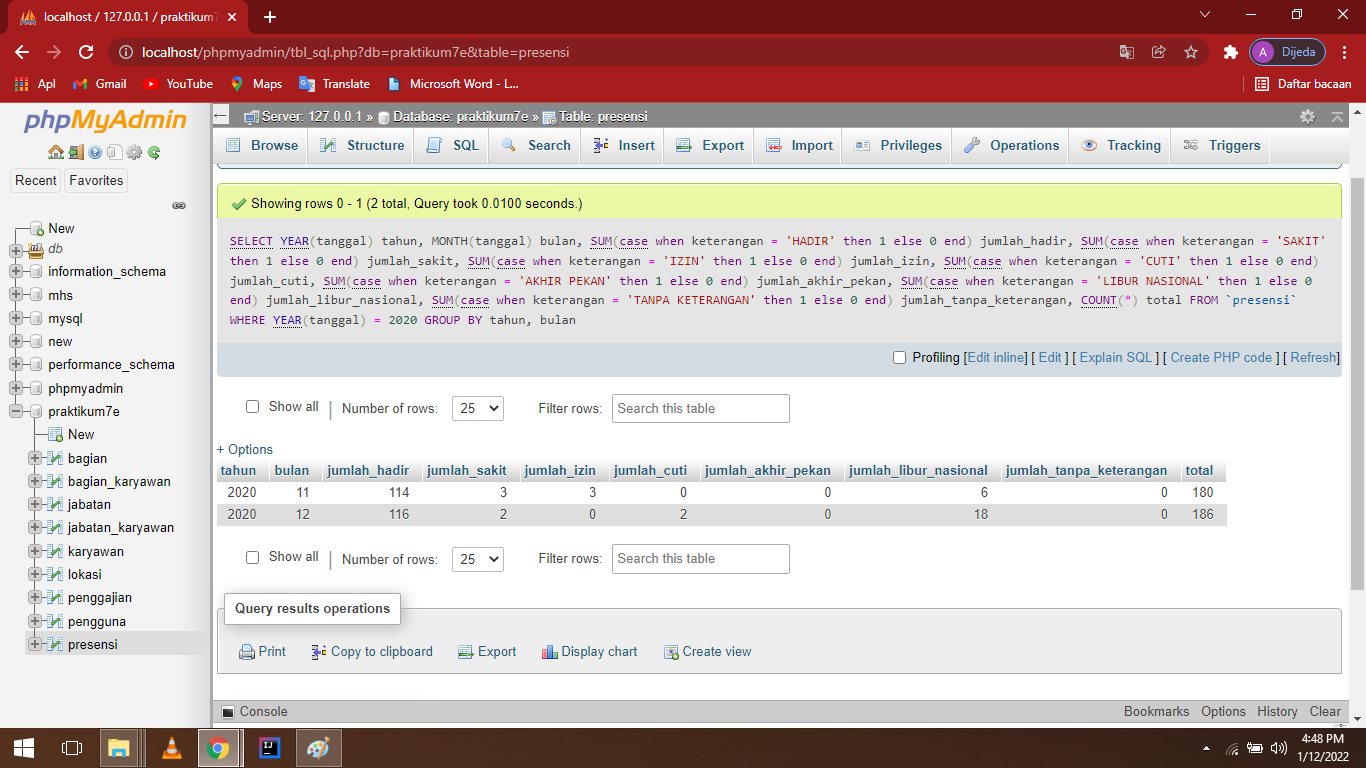 localhost / 127.0.0.1 / praktikum7
localhost/phpmyadmin/tbl_sql.php?db=praktikum7e&table=presensi
A Dijeda
Apl Gmail YouTube Maps Translate Microsoft Word - L... Daftar bacaan
phpMyAdmin
Recent Favorites
New
db
information_schema
mhs
mysql
new
performance_schema
phpmyadmin
praktikum7e
New
bagian
bagian_karyawan
jabatan
jabatan_karyawan
karyawan
lokasi
penggajian
pengguna
presensi
Server: 127.0.0.1 » Database: praktikum7e » Table: presensi
Browse Structure SQL Search Insert Export Import Privileges Operations Tracking Triggers
Showing rows 0 - 1 (2 total, Query took 0.0100 seconds.)
SELECT YEAR(tanggal) tahun, MONTH(tanggal) bulan, SUM(case when keterangan = 'HADIR' then 1 else 0 end) jumlah_hadir, SUM(case when keterangan = 'SAKIT'
then 1 else 0 end) jumlah_sakit, SUM(case when keterangan = 'IZIN' then 1 else 0 end) jumlah_izin, SUM(case when keterangan = 'CUTI' then 1 else 0 end)
jumlah_cuti, SUM(case when keterangan = 'AKHIR PEKAN' then 1 else 0 end) jumlah_akhir_pekan, SUM(case when keterangan = 'LIBUR NASIONAL' then 1 else 0
end) jumlah_libur_nasional, SUM(case when keterangan = 'TANPA KETERANGAN' then 1 else 0 end) jumlah_tanpa_keterangan, COUNT(*) total FROM `presensi`
WHERE YEAR(tanggal) = 2020 GROUP BY tahun, bulan
Profiling [Edit inline] [ Edit ] [ Explain SQL ] [ Create PHP code ] [ Refresh]
Show all | Number of rows: 25 Filter rows: Search this table
+ Options
tahun bulan jumlah_hadir jumlah_sakit jumlah_izin jumlah_cuti jumlah_akhir_pekan jumlah_libur_nasional jumlah_tanpa_keterangan total
2020 11 114 3 3 0 0 6 0 180
2020 12 116 2 0 2 0 18 0 186
Show all | Number of rows: 25 Filter rows: Search this table
Query results operations
Print Copy to clipboard Export Display chart Create view
Console Bookmarks Options History Clear
4:48 PM
1/12/2022